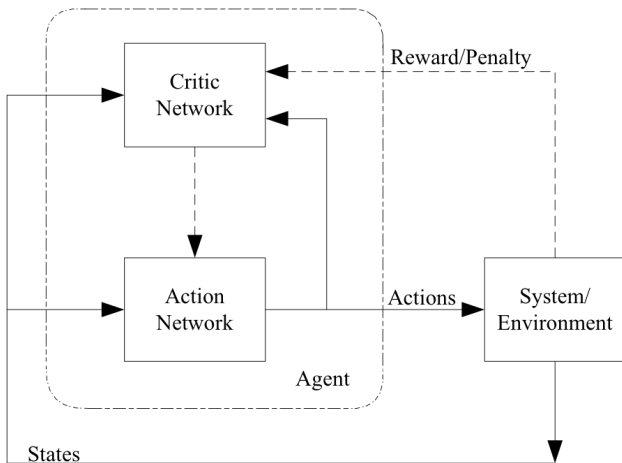 Reward/Penalty
Critic
Network
Action
Network
Actions
System/
Environment
Agent
States